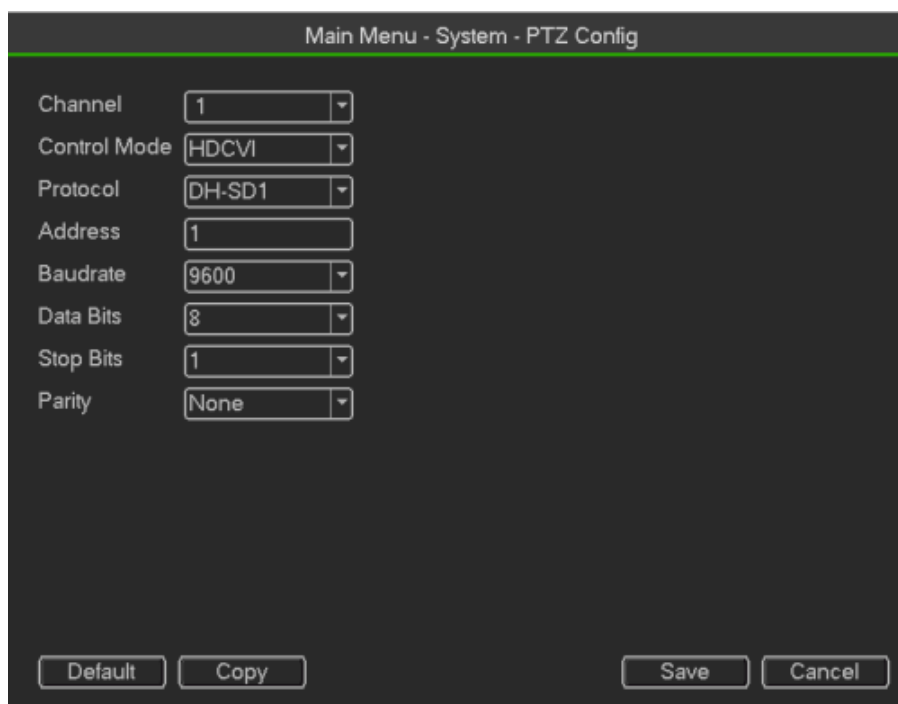 Main Menu - System - PTZ Config
Channel 1
Control Mode HDCVI
Protocol DH-SD1
Address 1
Baudrate 9600
Data Bits 8
Stop Bits 1
Parity None
Default Copy Save Cancel